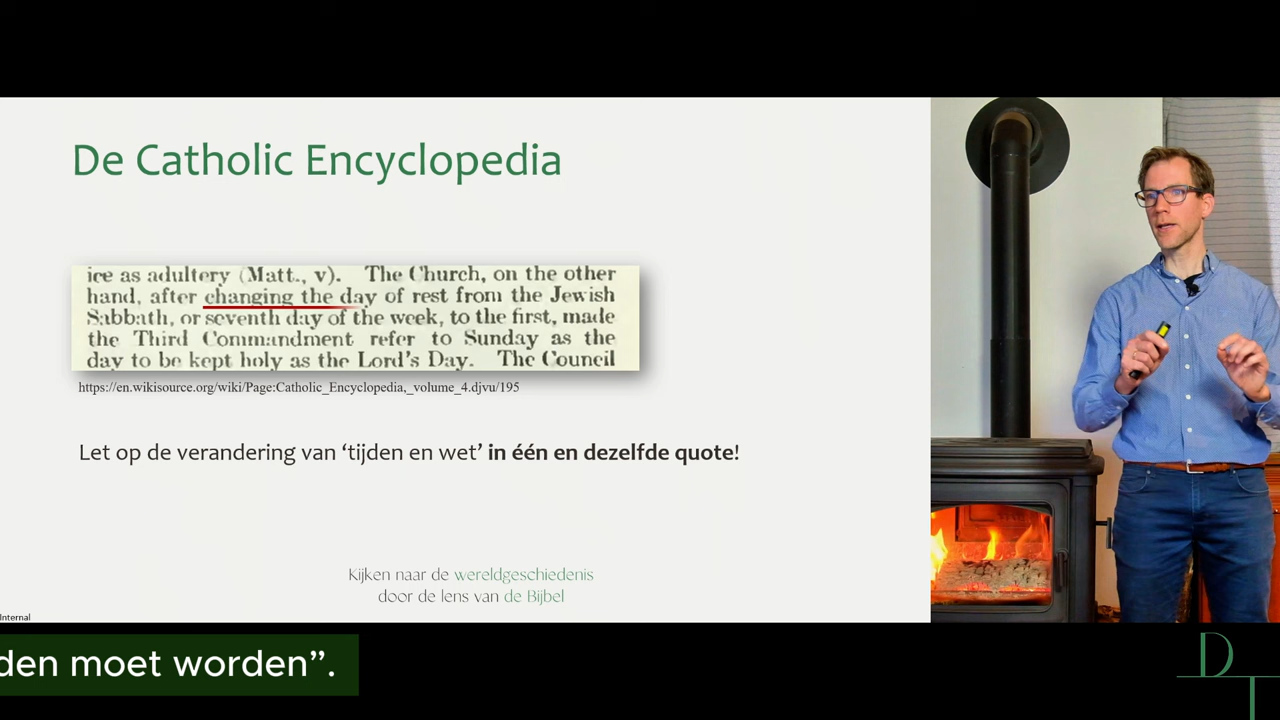 De Catholic Encyclopedia
ice as adultery (Matt., v). The Church, on the other
hand, after changing the day of rest from the Jewish
Sabbath, or seventh day of the week, to the first, made
the Third Commandment refer to Sunday as the
day to be kept holy as the Lord's Day. The Council
https://en.wikisource.org/wiki/Page:Catholic_Encyclopedia,_volume_4.djvu/195
Let op de verandering van ‘tijden en wet’ in één en dezelfde quote!
Kijken naar de wereldgeschiedenis
door de lens van de Bijbel
Internal
den moet worden”.
D
T